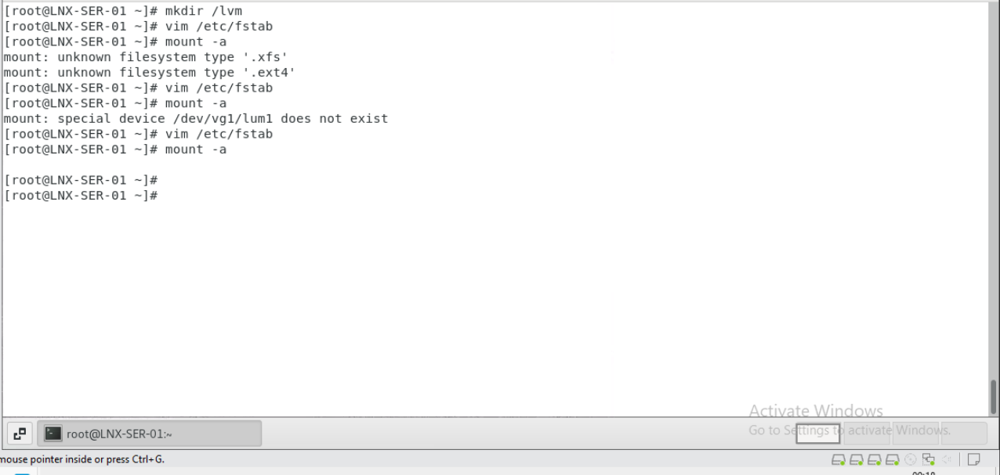 [root@LNX-SER-01 ~]# mkdir /lvm
[root@LNX-SER-01 ~]# vim /etc/fstab
[root@LNX-SER-01 ~]# mount -a
mount: unknown filesystem type '.xfs'
mount: unknown filesystem type '.ext4'
[root@LNX-SER-01 ~]# vim /etc/fstab
[root@LNX-SER-01 ~]# mount -a
mount: special device /dev/vg1/lum1 does not exist
[root@LNX-SER-01 ~]# vim /etc/fstab
[root@LNX-SER-01 ~]# mount -a
[root@LNX-SER-01 ~]#
[root@LNX-SER-01 ~]#
Activate Windows
Go to Settings to activate Windows.
root@LNX-SER-01:~
mouse pointer inside or press Ctrl+G.